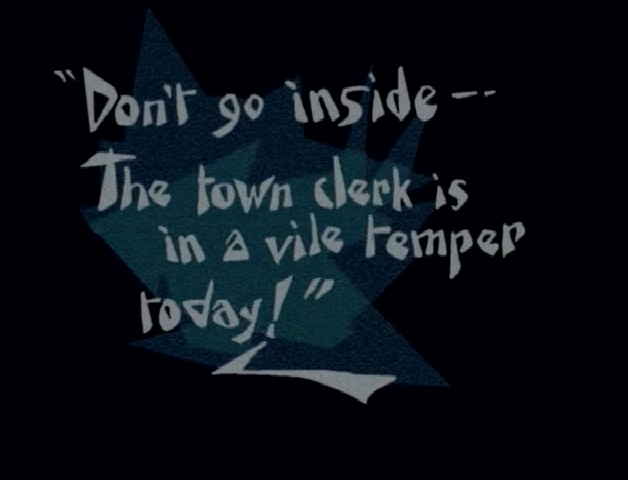 "Don't go inside--
The town clerk is
in a vile temper
today!"